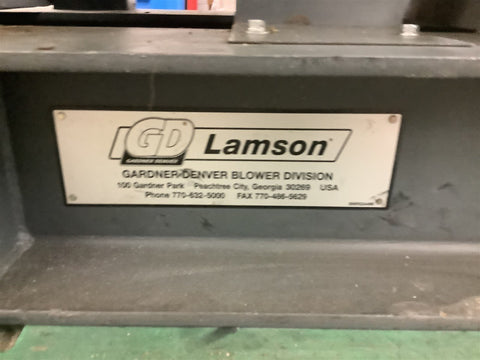 GD
GARDNER DENVER
Lamson
GARDNER DENVER BLOWER DIVISION
100 Gardner Park Peachtree City, Georgia 30269 USA
Phone 770-632-5000 FAX 770-486-5629